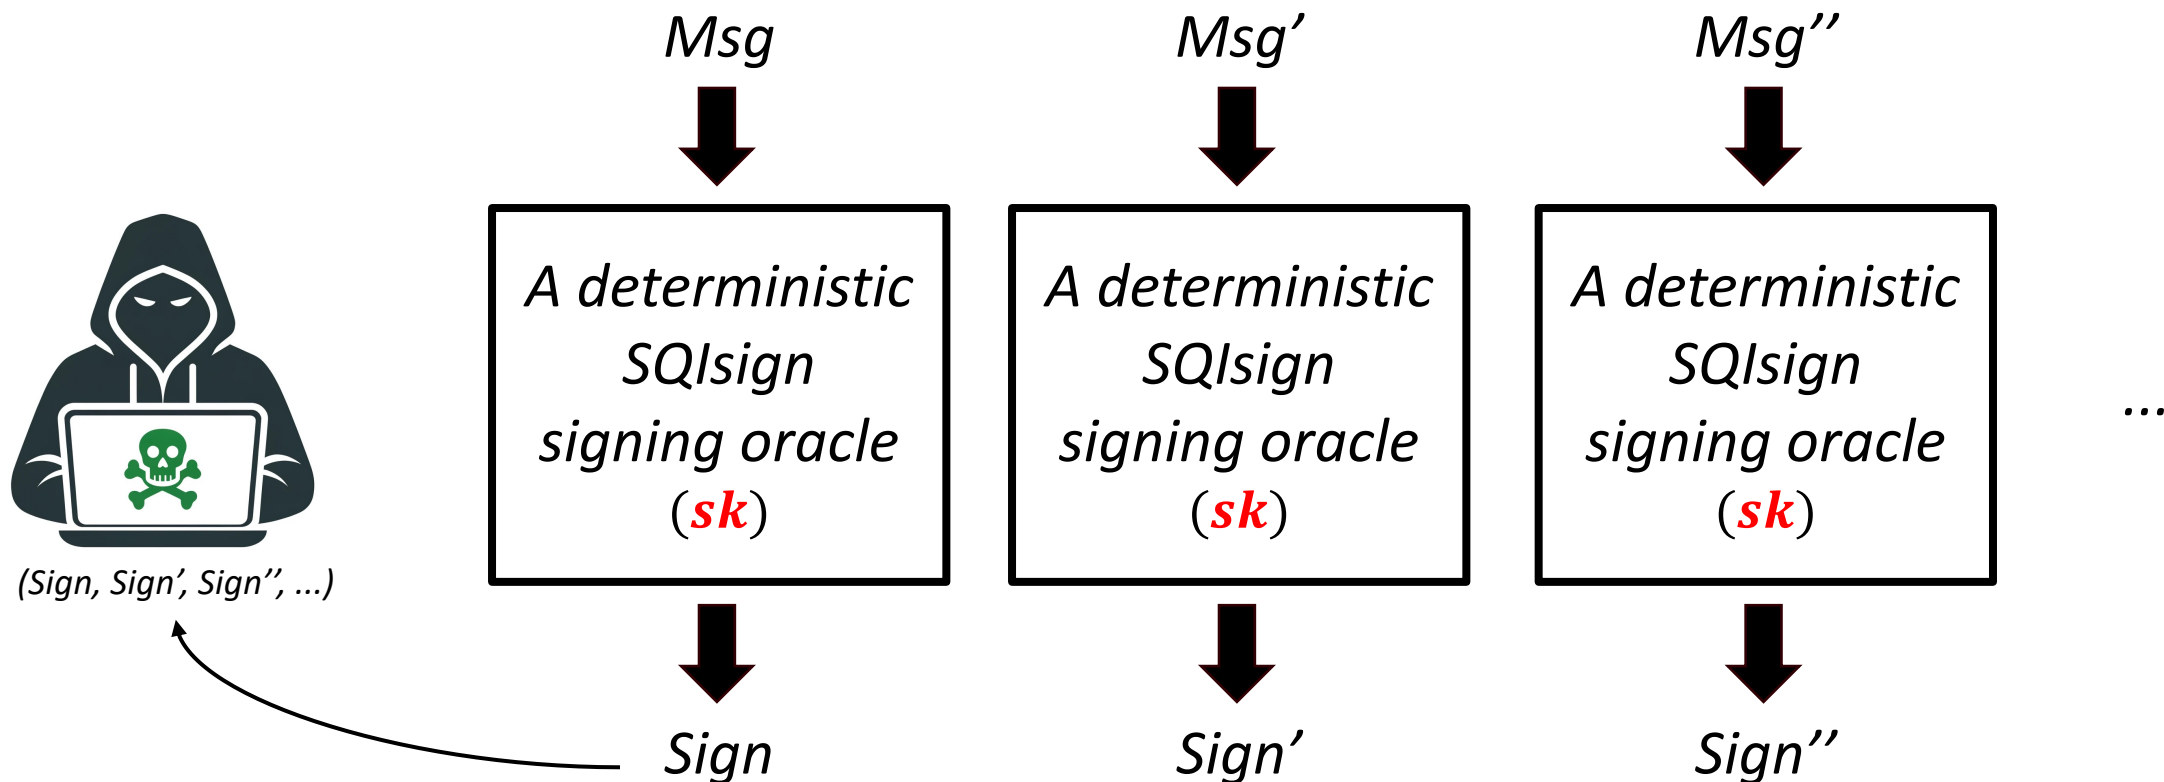 Msg
Msg’
Msg’’
A deterministic
SQIsign
signing oracle
(sk)
A deterministic
SQIsign
signing oracle
(sk)
A deterministic
SQIsign
signing oracle
(sk)
...
(Sign, Sign’, Sign’’, ...)
Sign
Sign’
Sign’’